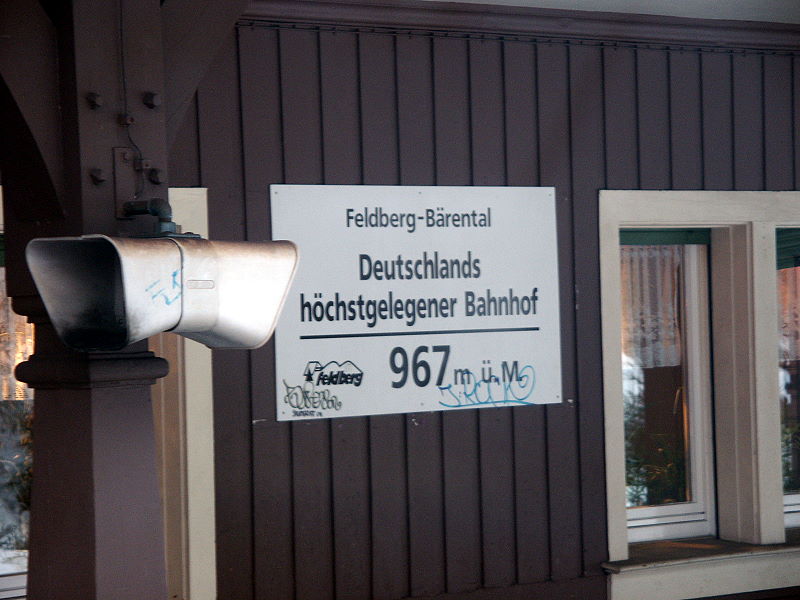 Feldberg-Bärental
Deutschlands
höchstgelegener Bahnhof
967 m ü. M.
Feldberg